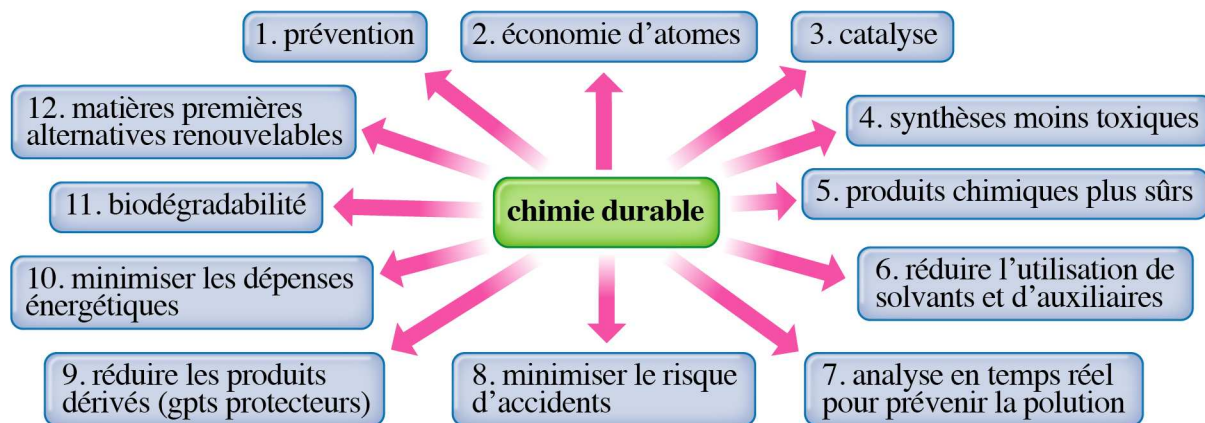 1. prévention
2. économie d'atomes
3. catalyse
4. synthèses moins toxiques
5. produits chimiques plus sûrs
6. réduire l'utilisation de
solvants et d'auxiliaires
7. analyse en temps réel
pour prévenir la polution
8. minimiser le risque
d'accidents
9. réduire les produits
dérivés (gpts protecteurs)
10. minimiser les dépenses
énergétiques
11. biodégradabilité
12. matières premières
alternatives renouvelables
chimie durable